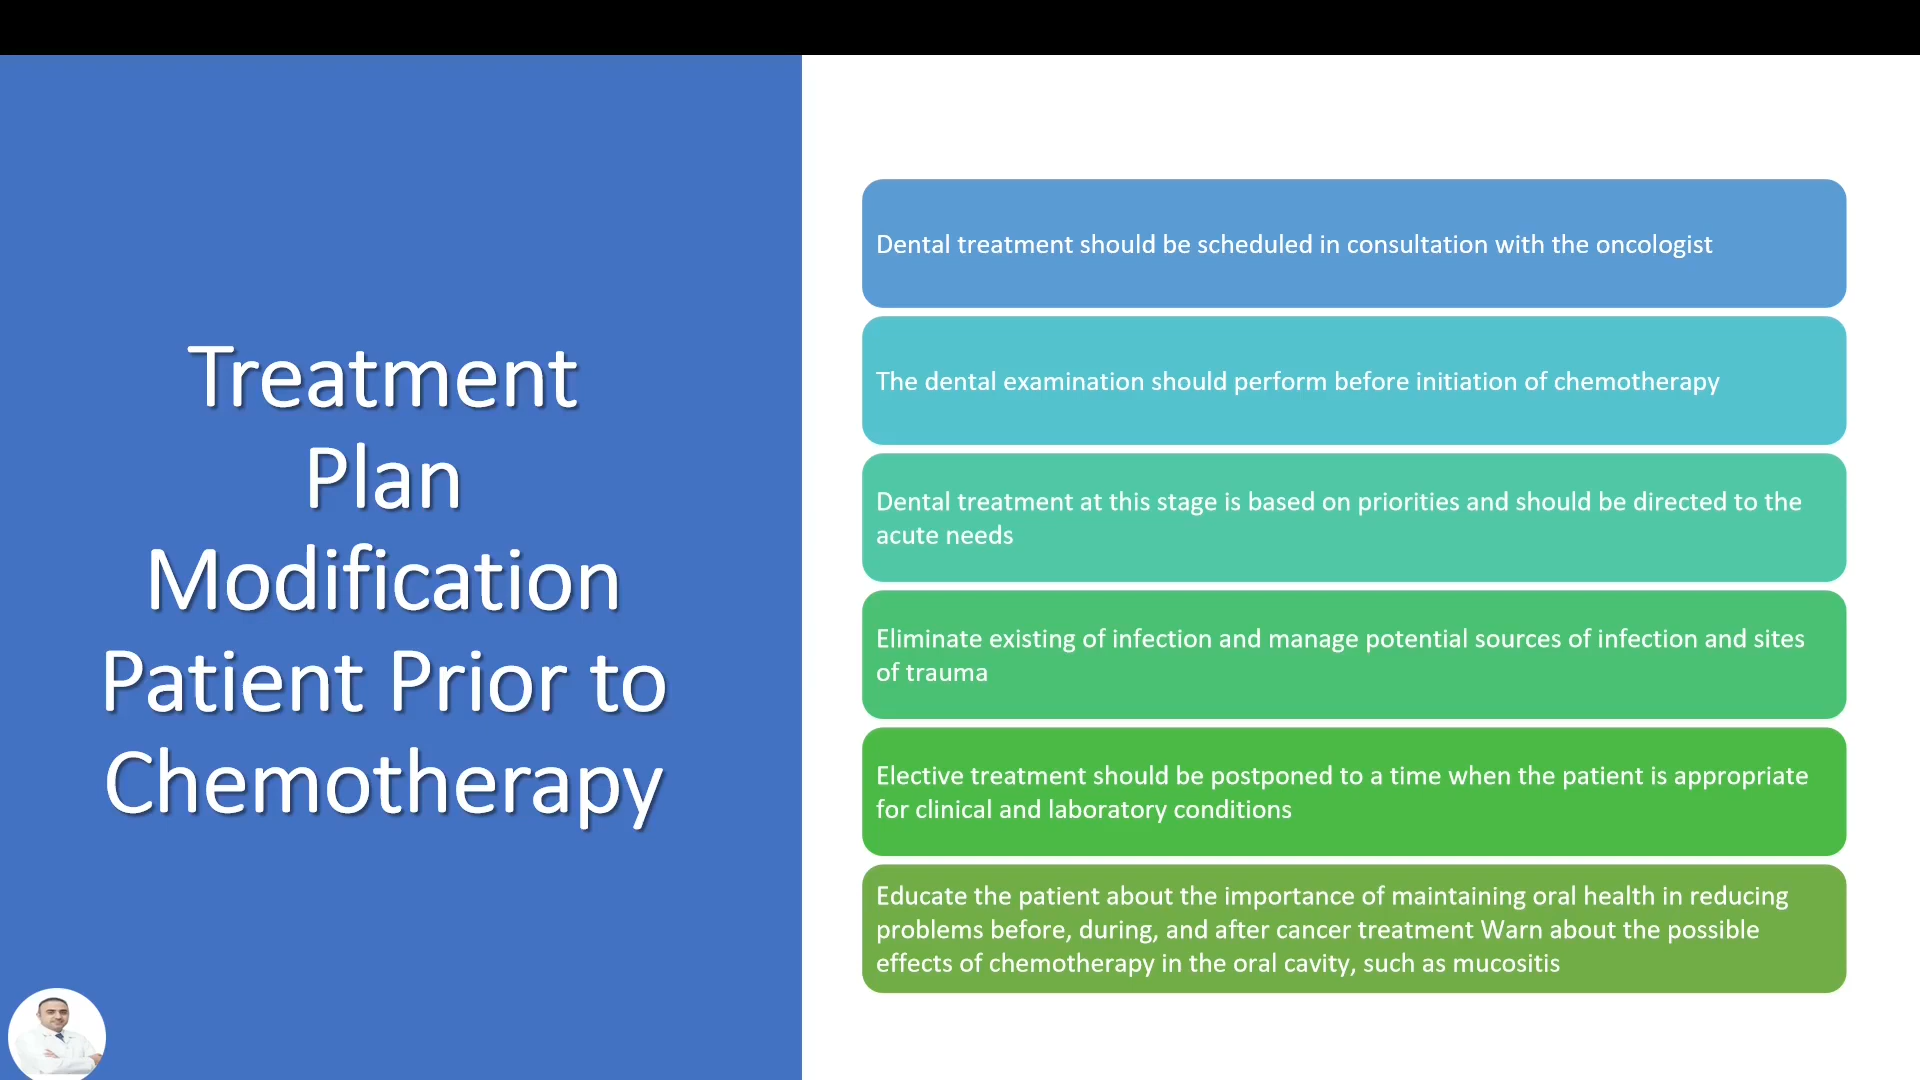 Treatment
Plan
Modification
Patient Prior to
Chemotherapy
Dental treatment should be scheduled in consultation with the oncologist
The dental examination should perform before initiation of chemotherapy
Dental treatment at this stage is based on priorities and should be directed to the
acute needs
Eliminate existing of infection and manage potential sources of infection and sites
of trauma
Elective treatment should be postponed to a time when the patient is appropriate
for clinical and laboratory conditions
Educate the patient about the importance of maintaining oral health in reducing
problems before, during, and after cancer treatment Warn about the possible
effects of chemotherapy in the oral cavity, such as mucositis